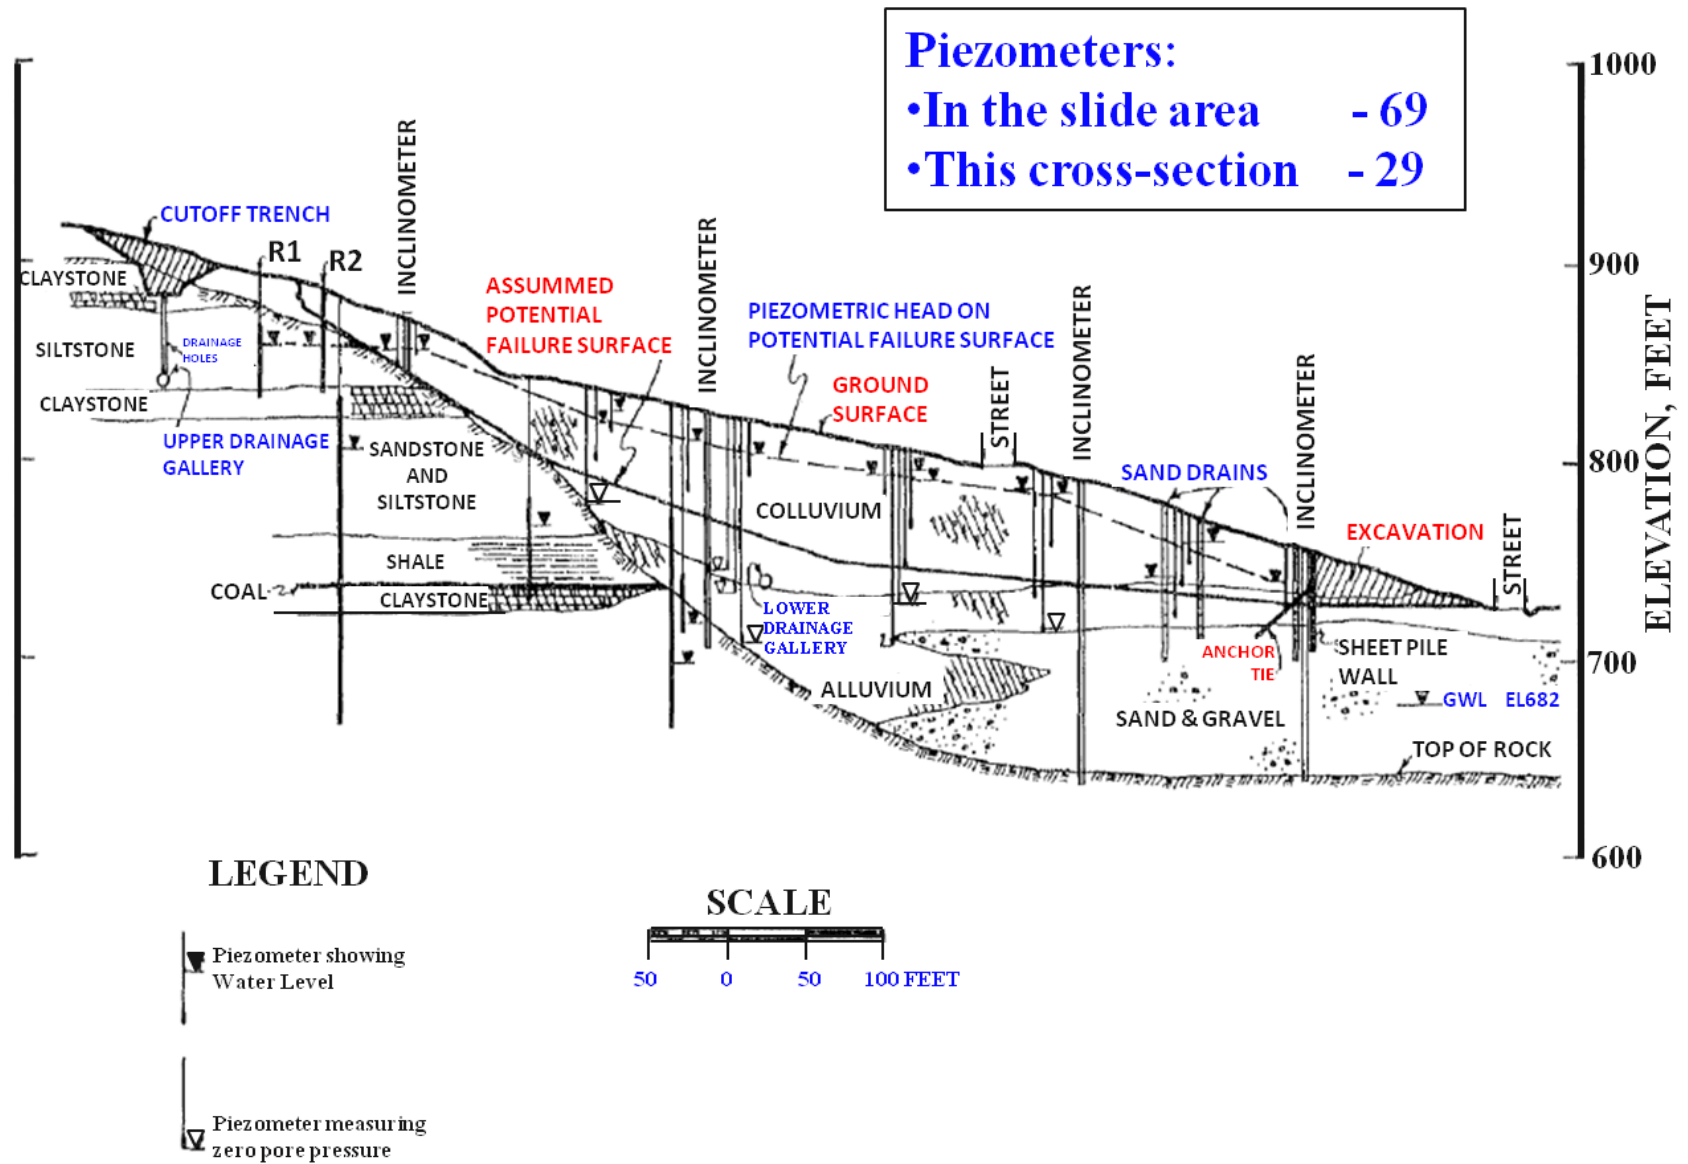 Piezometers:
•In the slide area - 69
•This cross-section - 29
1000
900
800
700
600
ELEVATION, FEET
CUTOFF TRENCH
R1
R2
INCLINOMETER
INCLINOMETER
INCLINOMETER
INCLINOMETER
CLAYSTONE
SILTSTONE
DRAINAGE
HOLES
CLAYSTONE
UPPER DRAINAGE
GALLERY
ASSUMMED
POTENTIAL
FAILURE SURFACE
PIEZOMETRIC HEAD ON
POTENTIAL FAILURE SURFACE
GROUND
SURFACE
STREET
SANDSTONE
AND
SILTSTONE
SHALE
COAL
CLAYSTONE
COLLUVIUM
SAND DRAINS
EXCAVATION
STREET
LOWER
DRAINAGE
GALLERY
ALLUVIUM
ANCHOR
TIE
SHEET PILE
WALL
GWL EL682
SAND & GRAVEL
TOP OF ROCK
LEGEND
Piezometer showing
Water Level
Piezometer measuring
zero pore pressure
SCALE
50 0 50 100 FEET